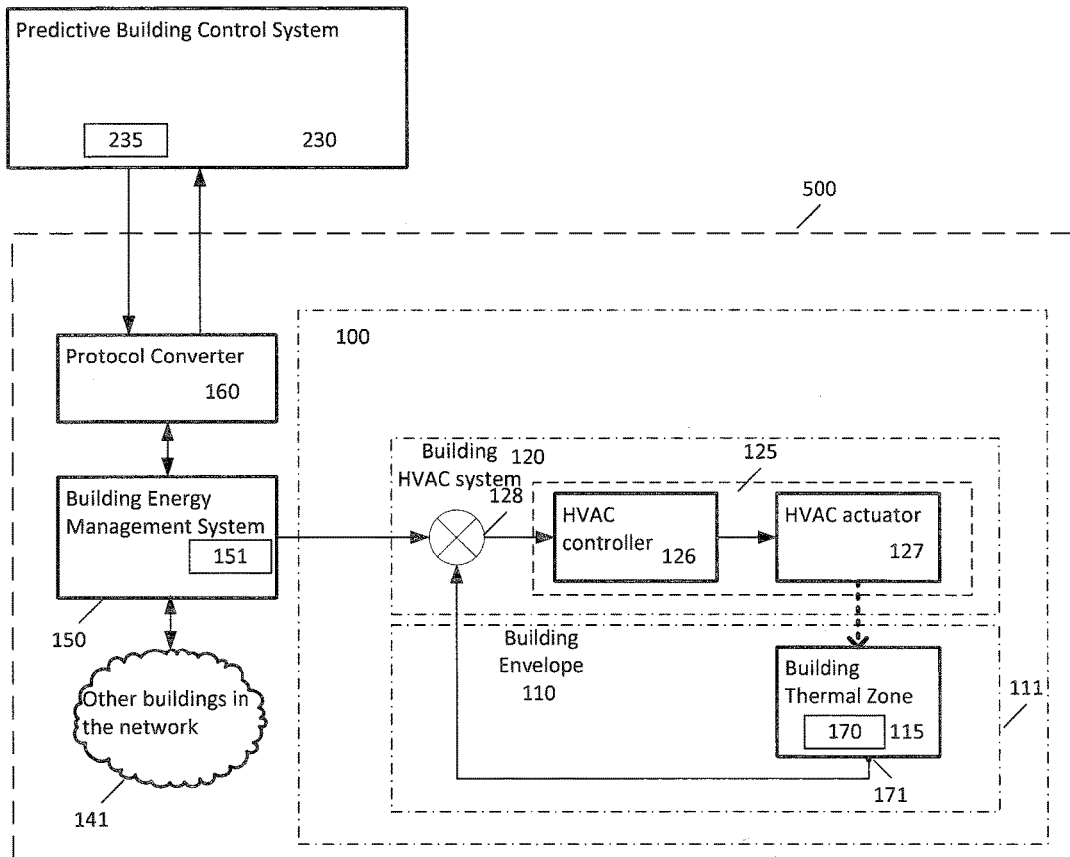 Predictive Building Control System
235
230
500
Protocol Converter
160
100
Building
HVAC system
120
125
128
HVAC
controller
126
HVAC actuator
127
Building Energy
Management System
151
150
Building
Envelope
110
Building
Thermal Zone
170
115
111
171
Other buildings in
the network
141